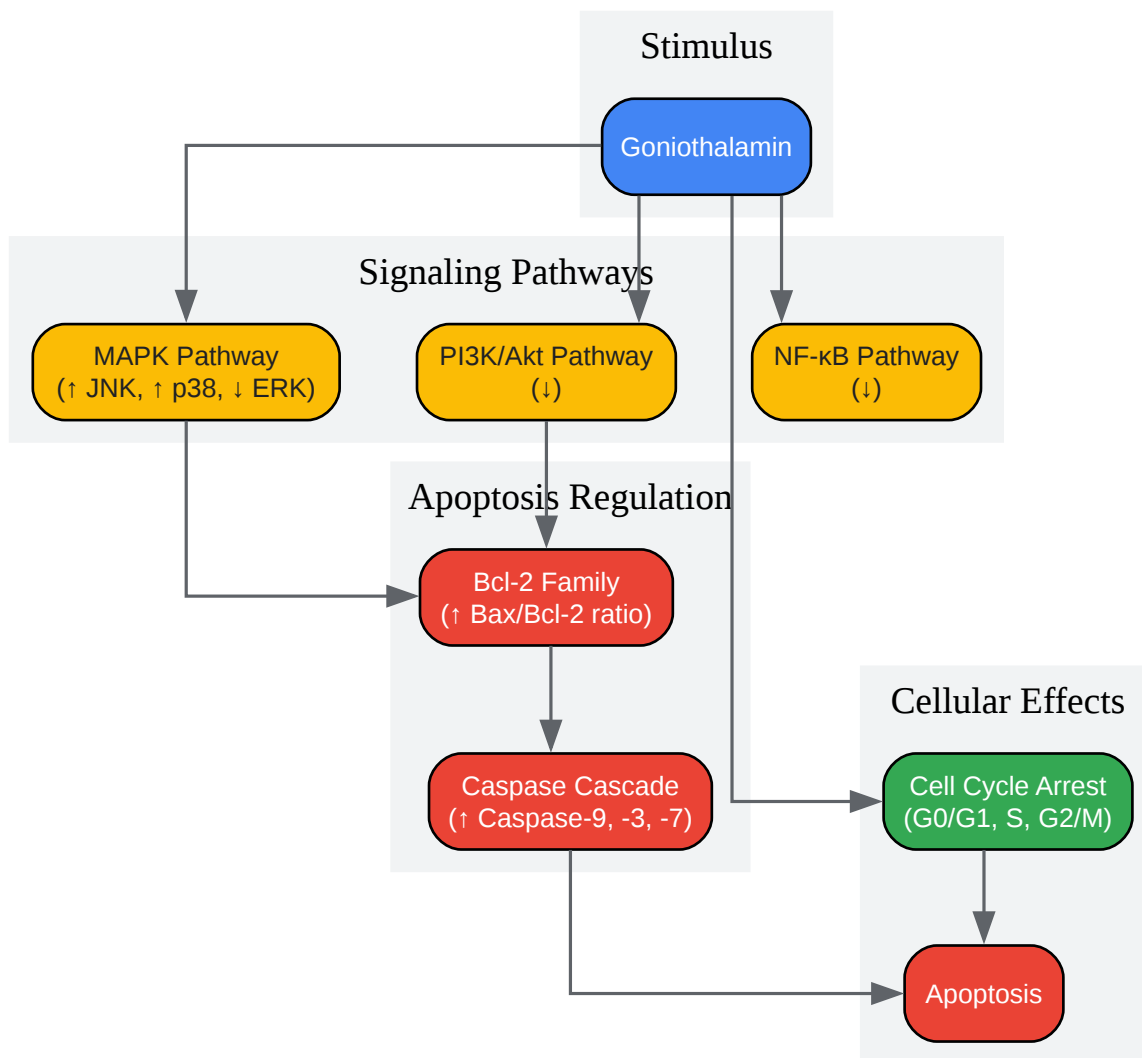 Stimulus
Goniothalamin
Signaling Pathways
MAPK Pathway
(↑ JNK, ↑ p38, ↓ ERK)
PI3K/Akt Pathway
(↓)
NF-κB Pathway
(↓)
Apoptosis Regulation
Bcl-2 Family
(↑ Bax/Bcl-2 ratio)
Caspase Cascade
(↑ Caspase-9, -3, -7)
Cellular Effects
Cell Cycle Arrest
(G0/G1, S, G2/M)
Apoptosis